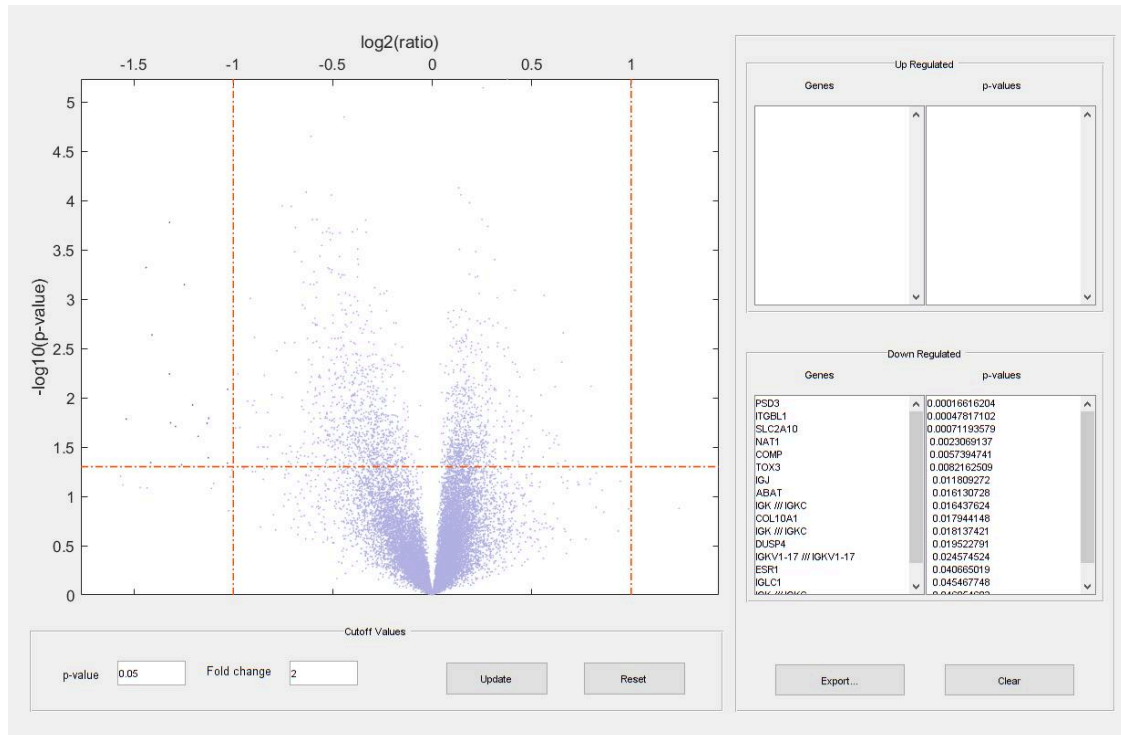 log2(ratio)
-1.5 -1 -0.5 0 0.5 1
-log10(p-value)
5
4.5
4
3.5
3
2.5
2
1.5
1
0.5
0
Up Regulated
Genes p-values
Down Regulated
Genes p-values
PSD3 0.00016616204
ITGBL1 0.00047817102
SLC2A10 0.00071193579
NAT1 0.0023069137
COMP 0.0057394741
TOX3 0.0082162509
IGJ 0.011809272
ABAT 0.016130728
IGK /// IGKC 0.016437624
COL10A1 0.017944148
IGK /// IGKC 0.018137421
DUSP4 0.019522791
IGKV1-17 /// IGKV1-17 0.024574524
ESR1 0.040665019
IGLC1 0.045467748
IGK /// IGKC
Cutoff Values
p-value 0.05 Fold change 2 Update Reset
Export... Clear